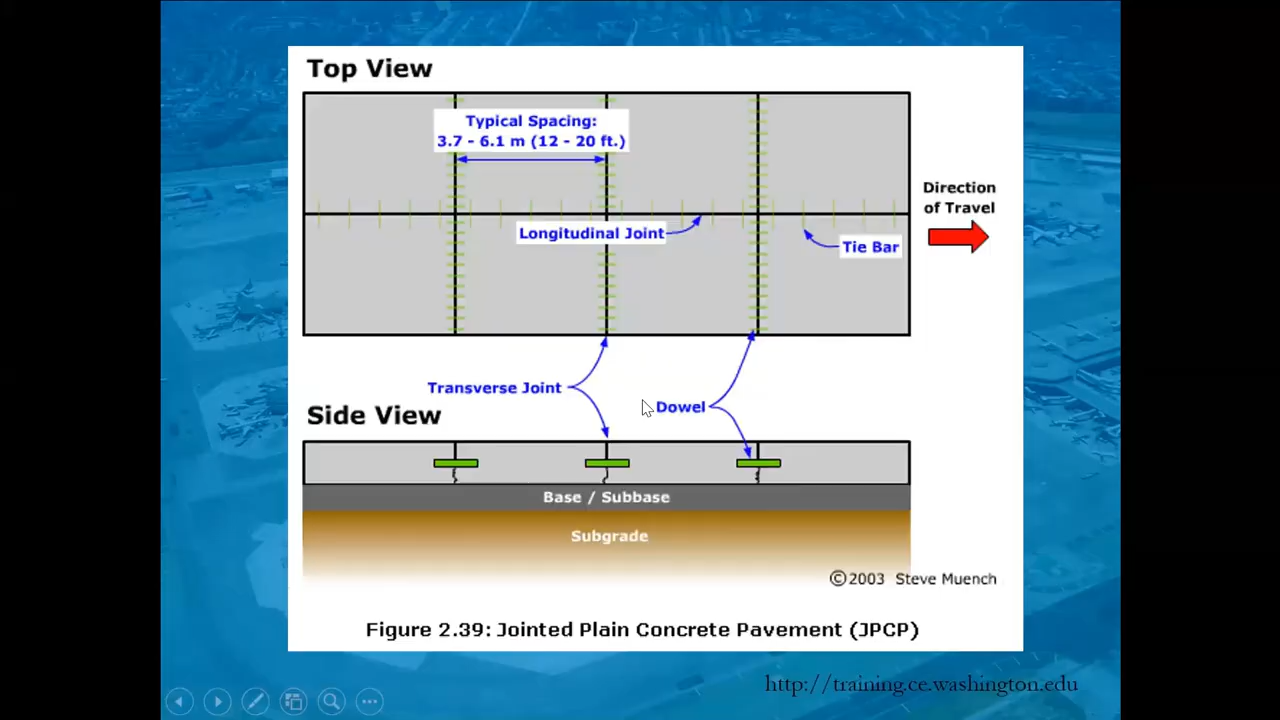 Top View
Typical Spacing:
3.7 - 6.1 m (12 - 20 ft.)
Direction
of Travel
Longitudinal Joint
Tie Bar
Transverse Joint
Dowel
Side View
Base / Subbase
Subgrade
©2003 Steve Muench
Figure 2.39: Jointed Plain Concrete Pavement (JPCP)
http://training.ce.washington.edu